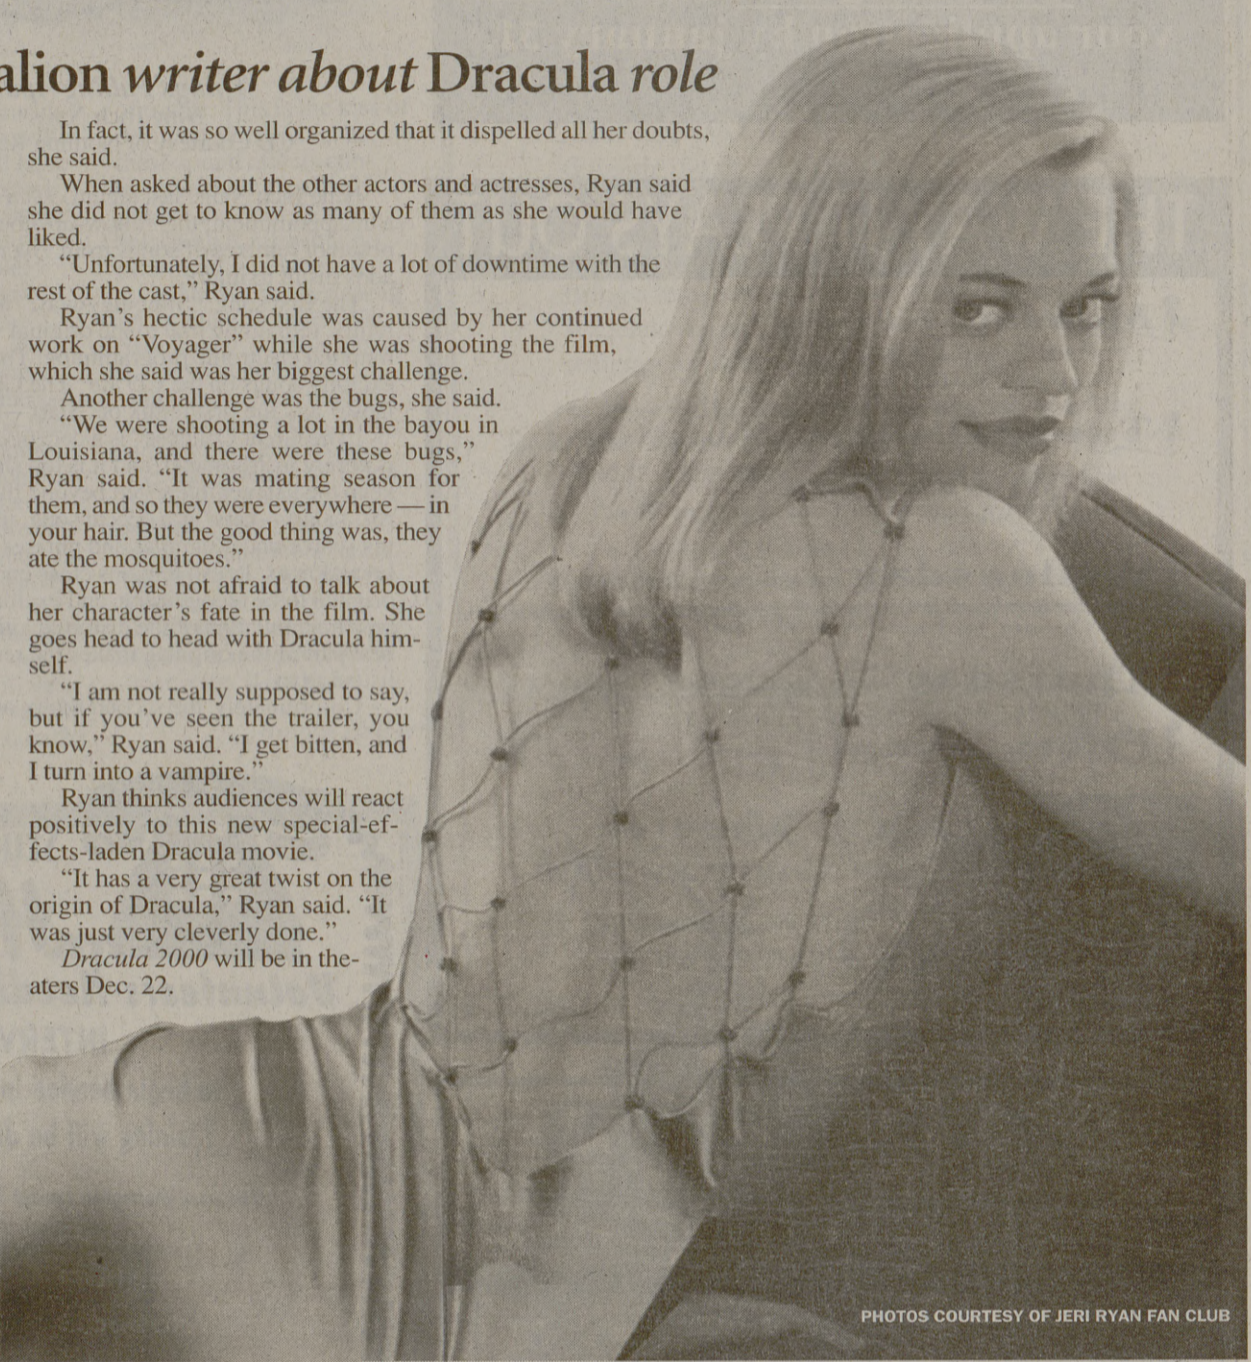 alion writer about Dracula role
In fact, it was so well organized that it dispelled all her doubts,
she said.
When asked about the other actors and actresses, Ryan said
she did not get to know as many of them as she would have
liked.
“Unfortunately, I did not have a lot of downtime with the
rest of the cast,” Ryan said.
Ryan’s hectic schedule was caused by her continued
work on “Voyager” while she was shooting the film,
which she said was her biggest challenge.
Another challenge was the bugs, she said.
“We were shooting a lot in the bayou in
Louisiana, and there were these bugs,”
Ryan said. “It was mating season for
them, and so they were everywhere — in
your hair. But the good thing was, they
ate the mosquitoes.”
Ryan was not afraid to talk about
her character’s fate in the film. She
goes head to head with Dracula him-
self.
“I am not really supposed to say,
but if you’ve seen the trailer, you
know,” Ryan said. “I get bitten, and
I turn into a vampire.”
Ryan thinks audiences will react
positively to this new special-ef-
fects-laden Dracula movie.
“It has a very great twist on the
origin of Dracula,” Ryan said. “It
was just very cleverly done.”
Dracula 2000 will be in the-
aters Dec. 22.
PHOTOS COURTESY OF JERI RYAN FAN CLUB